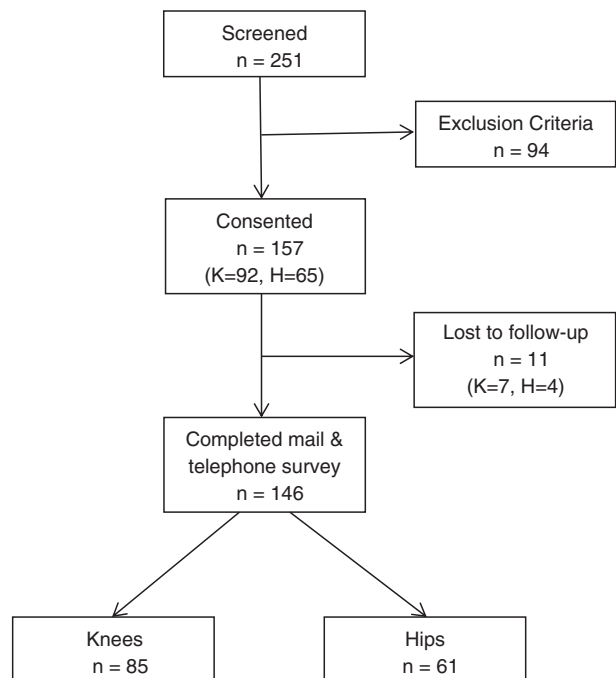 Screened
n = 251
Exclusion Criteria
n = 94
Consented
n = 157
(K=92, H=65)
Lost to follow-up
n = 11
(K=7, H=4)
Completed mail &
telephone survey
n = 146
Knees
n = 85
Hips
n = 61